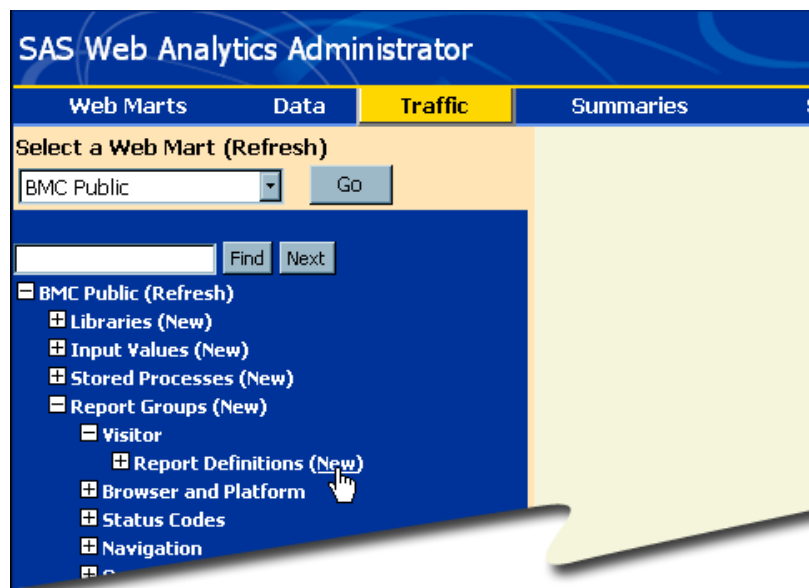 SAS Web Analytics Administrator
Web Marts Data Traffic Summaries
Select a Web Mart (Refresh)
BMC Public Go
Find Next
BMC Public (Refresh)
Libraries (New)
Input Values (New)
Stored Processes (New)
Report Groups (New)
Visitor
Report Definitions (New)
Browser and Platform
Status Codes
Navigation